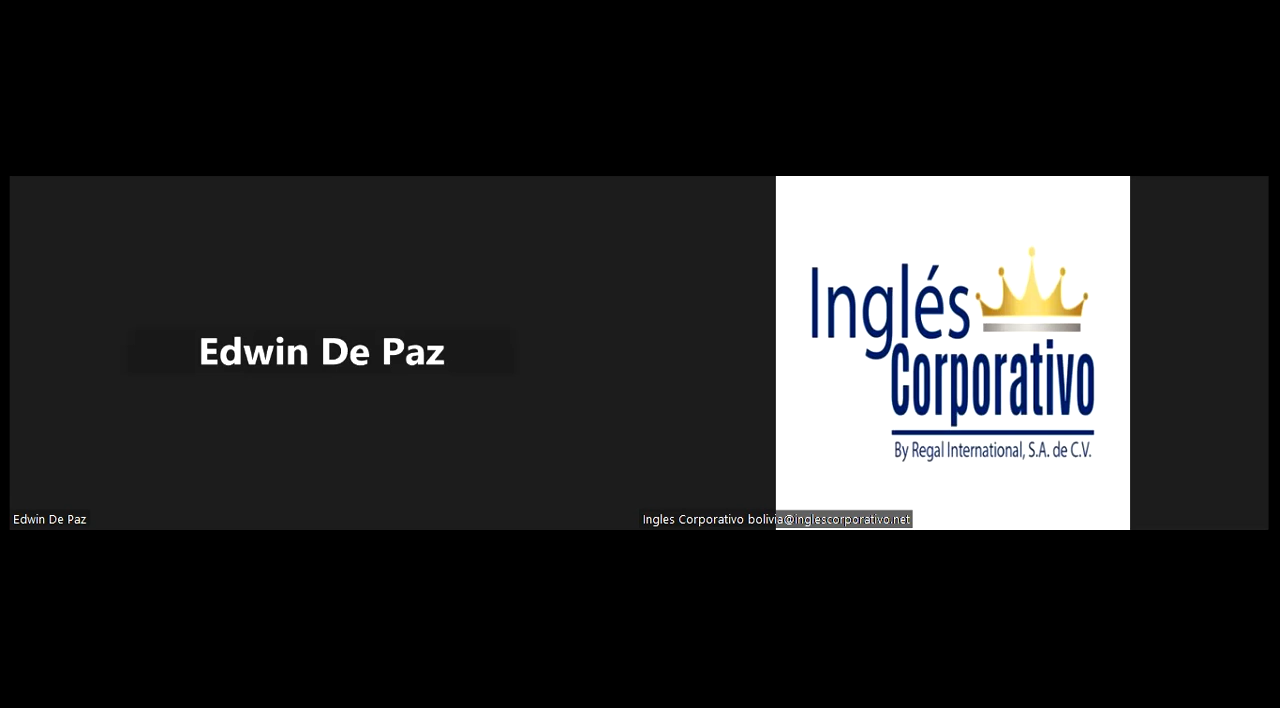 Edwin De Paz
Edwin De Paz
Inglés
Corporativo
By Regal International, S.A. de C.V.
Ingles Corporativo bolivia@inglescorporativo.net